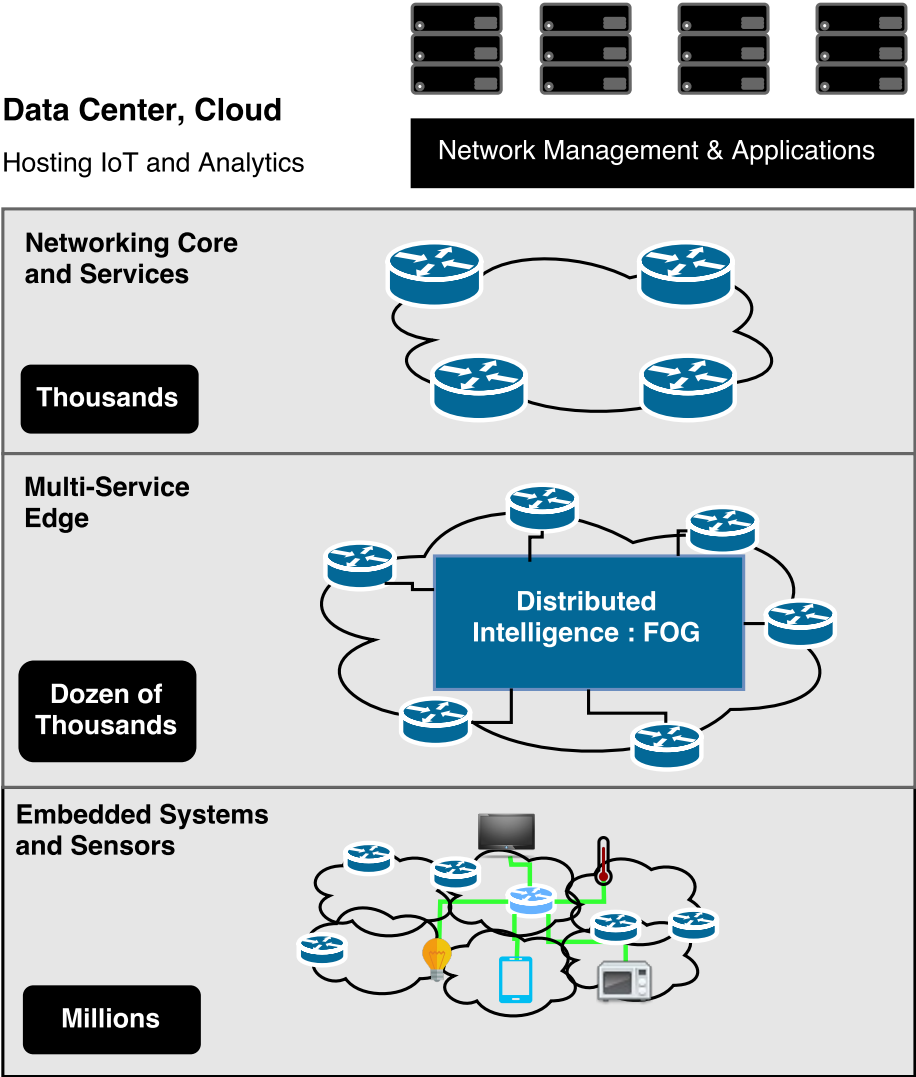 Data Center, Cloud
Hosting IoT and Analytics
Network Management & Applications
Networking Core
and Services
Thousands
Multi-Service
Edge
Distributed
Intelligence : FOG
Dozen of
Thousands
Embedded Systems
and Sensors
Millions